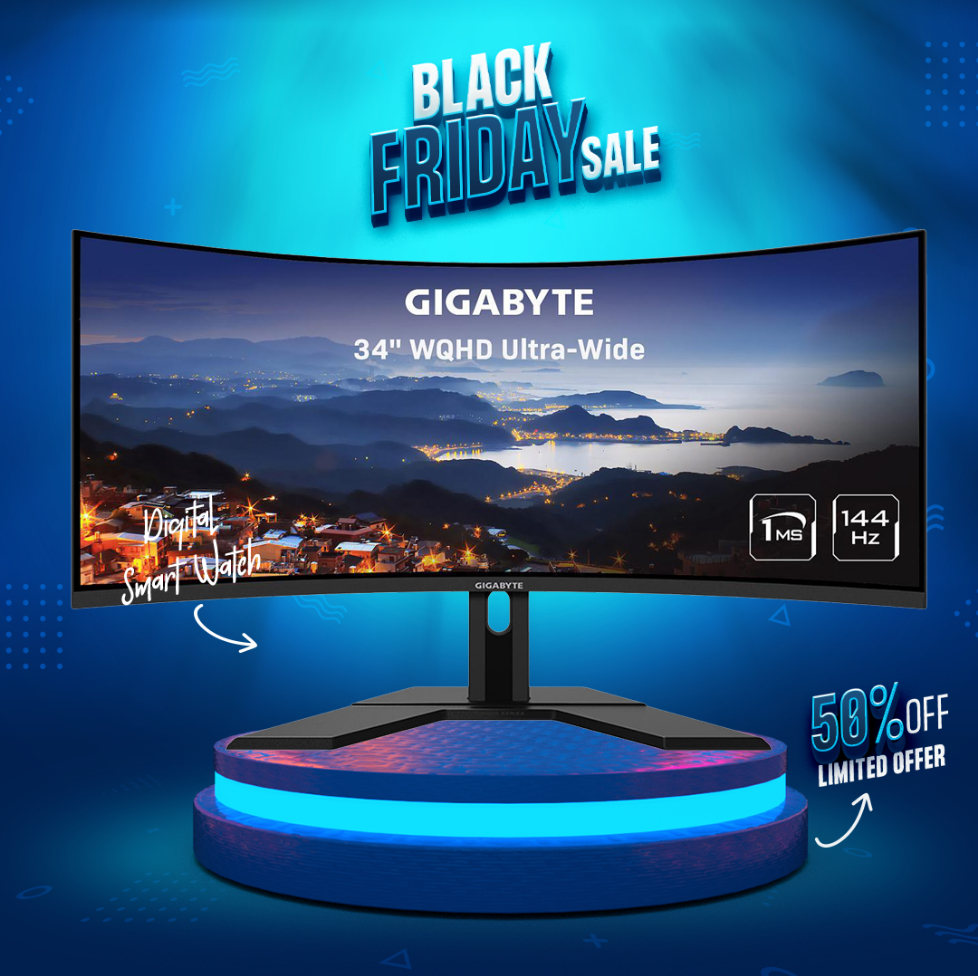 BLACK
FRIDAY SALE
GIGABYTE
34" WQHD Ultra-Wide
1MS
144
Hz
Digital
Smart Watch
GIGABYTE
50% OFF
LIMITED OFFER